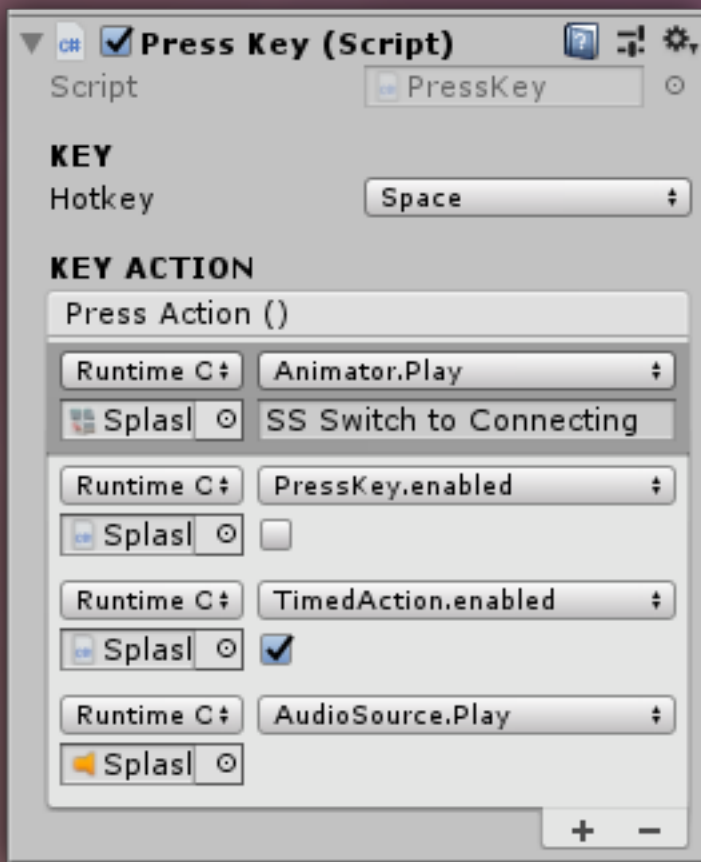 Press Key (Script)
Script PressKey
KEY
Hotkey Space
KEY ACTION
Press Action ()
Runtime C Animator.Play
Splasl SS Switch to Connecting
Runtime C PressKey.enabled
Splasl
Runtime C TimedAction.enabled
Splasl
Runtime C AudioSource.Play
Splasl